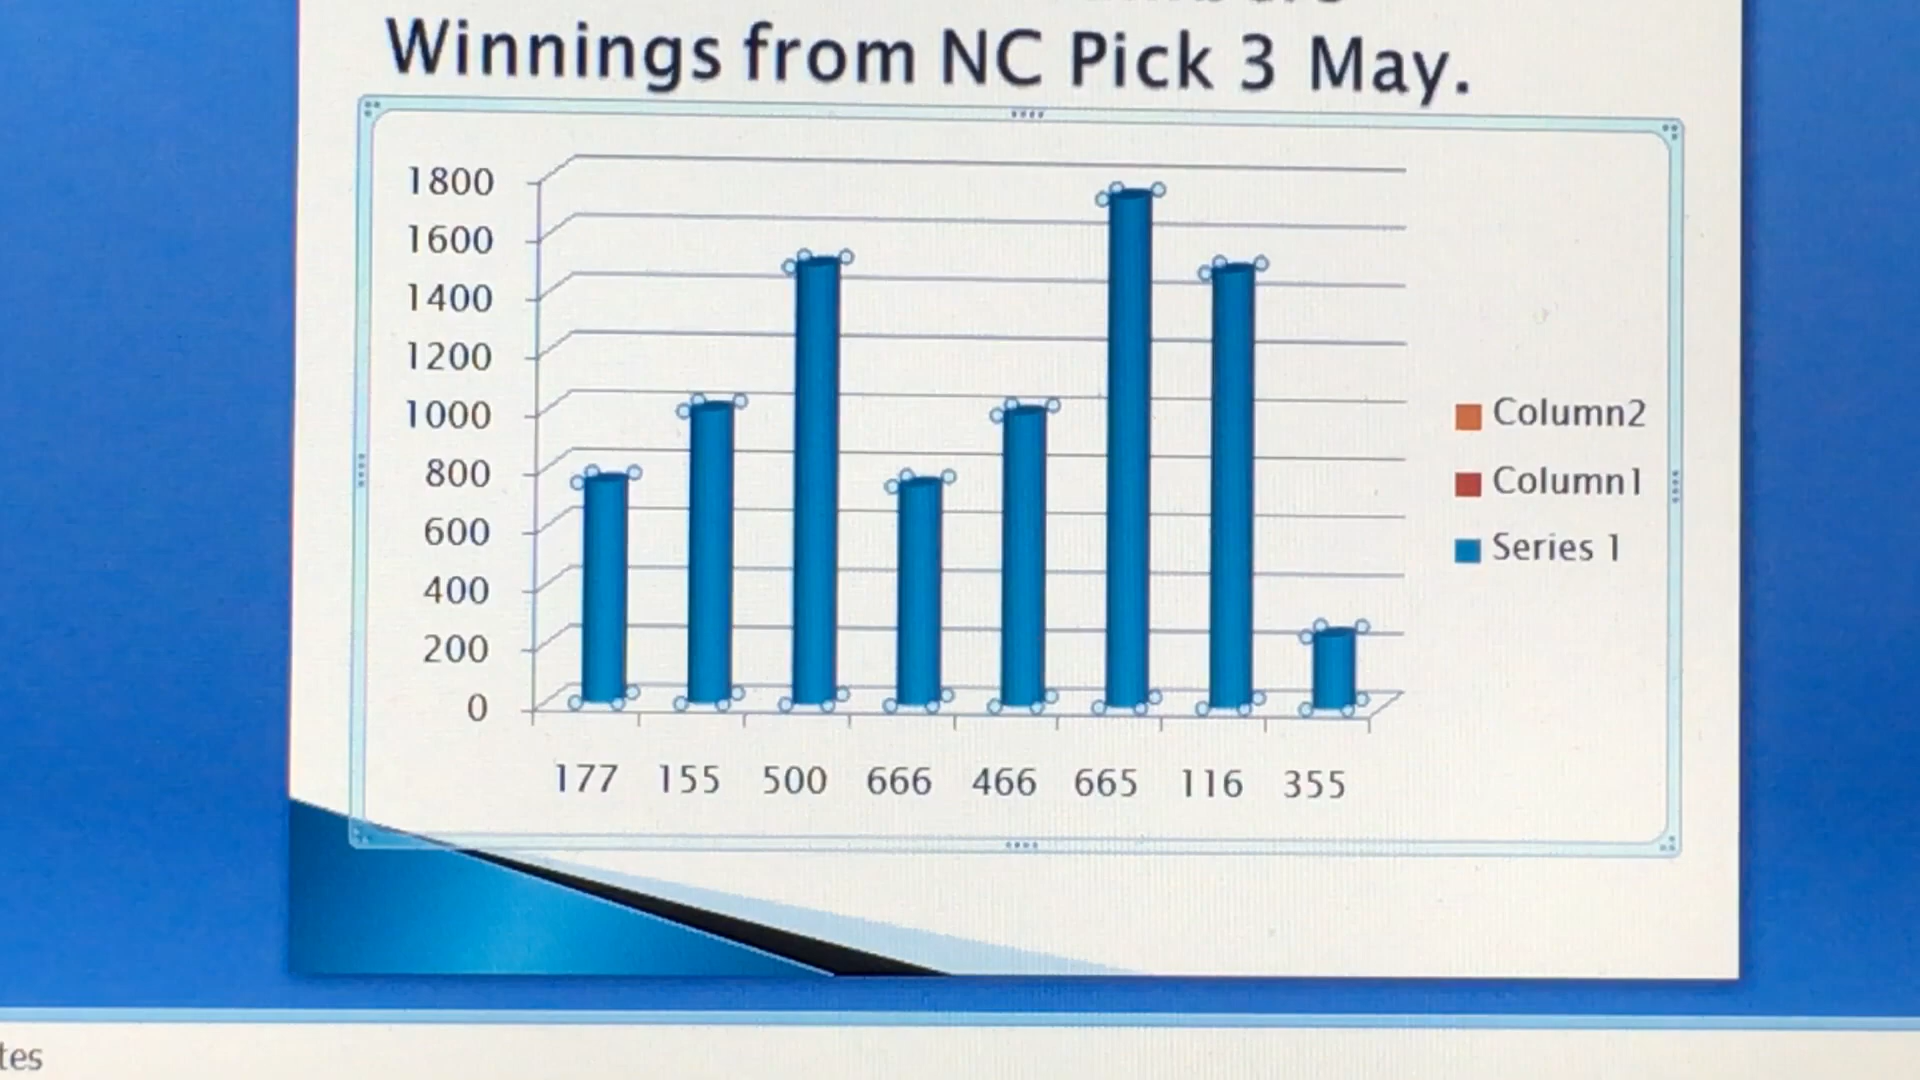 Winnings from NC Pick 3 May.
1800
1600
1400
1200
1000
800
600
400
200
0
177 155 500 666 466 665 116 355
Column2
Column1
Series 1
tes